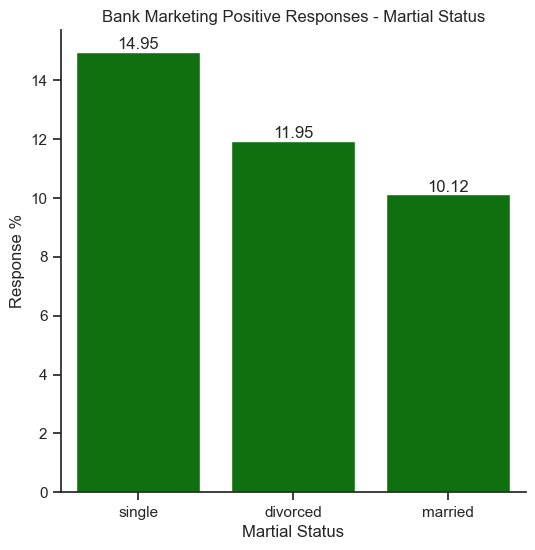 Bank Marketing Positive Responses - Martial Status
14.95
11.95
10.12
14
12
10
8
6
4
2
0
Response %
single divorced married
Martial Status